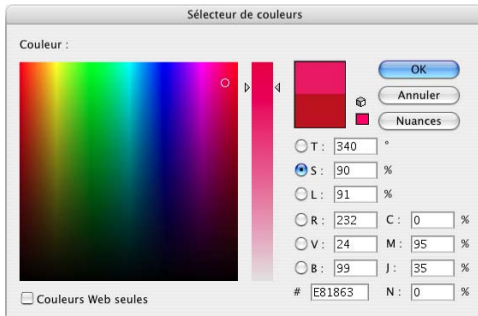 Sélecteur de couleurs
Couleur :
OK
Annuler
Nuances
T : 340 °
S : 90 %
L : 91 %
R : 232 C : 0 %
V : 24 M : 95 %
B : 99 J : 35 %
# E81863 N : 0 %
Couleurs Web seules